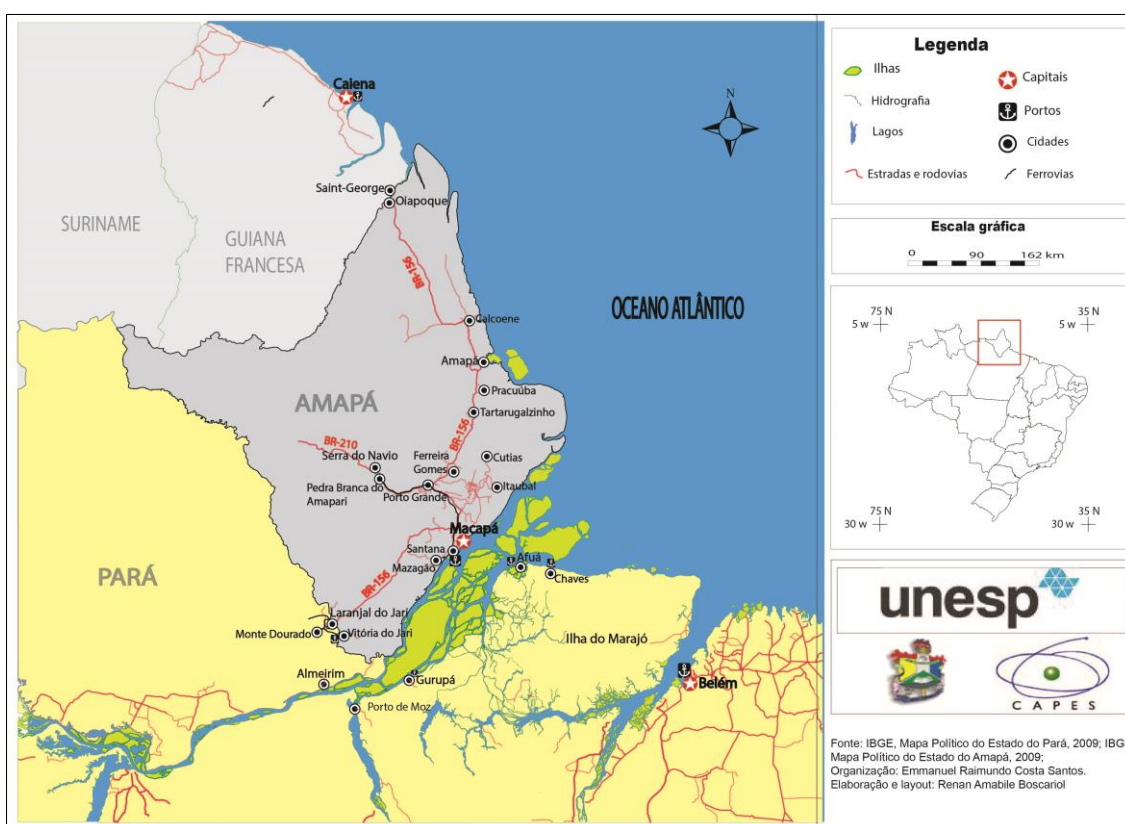 Caiena
N
Saint-George
Oiapoque
SURINAME
GUIANA
FRANCESA
BR-156
OCEANO ATLÂNTICO
Calcoene
Amapá
Pracuúba
AMAPÁ
Tartarugalzinho
BR-156
BR-210
Serra do Navio
Ferreira
Gomes
Cutias
Pedra Branca do
Amapari
Porto Grande
Itaubal
Macapá
Santana
Mazagão
Afuá
Chaves
PARÁ
BR-156
Laranjal do Jari
Monte Dourado
Vitória do Jari
Ilha do Marajó
Almeirim
Gurupá
Belém
Porto de Moz
Legenda
Ilhas
Capitais
Hidrografia
Portos
Lagos
Cidades
Estradas e rodovias
Ferrovias
Escala gráfica
0 90 162 km
75 N
35 N
5 w
5 w
75 N
35 N
30 w
30 w
unesp
CAPES
Fonte: IBGE, Mapa Político do Estado do Pará, 2009; IBG
Mapa Político do Estado do Amapá, 2009;
Organização: Emmanuel Raimundo Costa Santos.
Elaboração e layout: Renan Amabile Boscariol